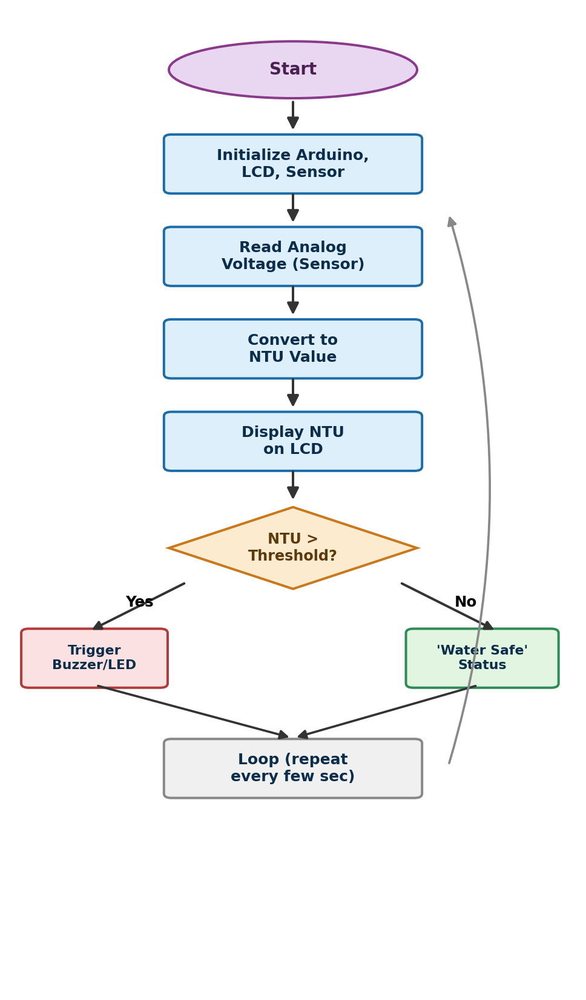 Start
Initialize Arduino,
LCD, Sensor
Read Analog
Voltage (Sensor)
Convert to
NTU Value
Display NTU
on LCD
NTU >
Threshold?
Yes
No
Trigger
Buzzer/LED
'Water Safe'
Status
Loop (repeat
every few sec)